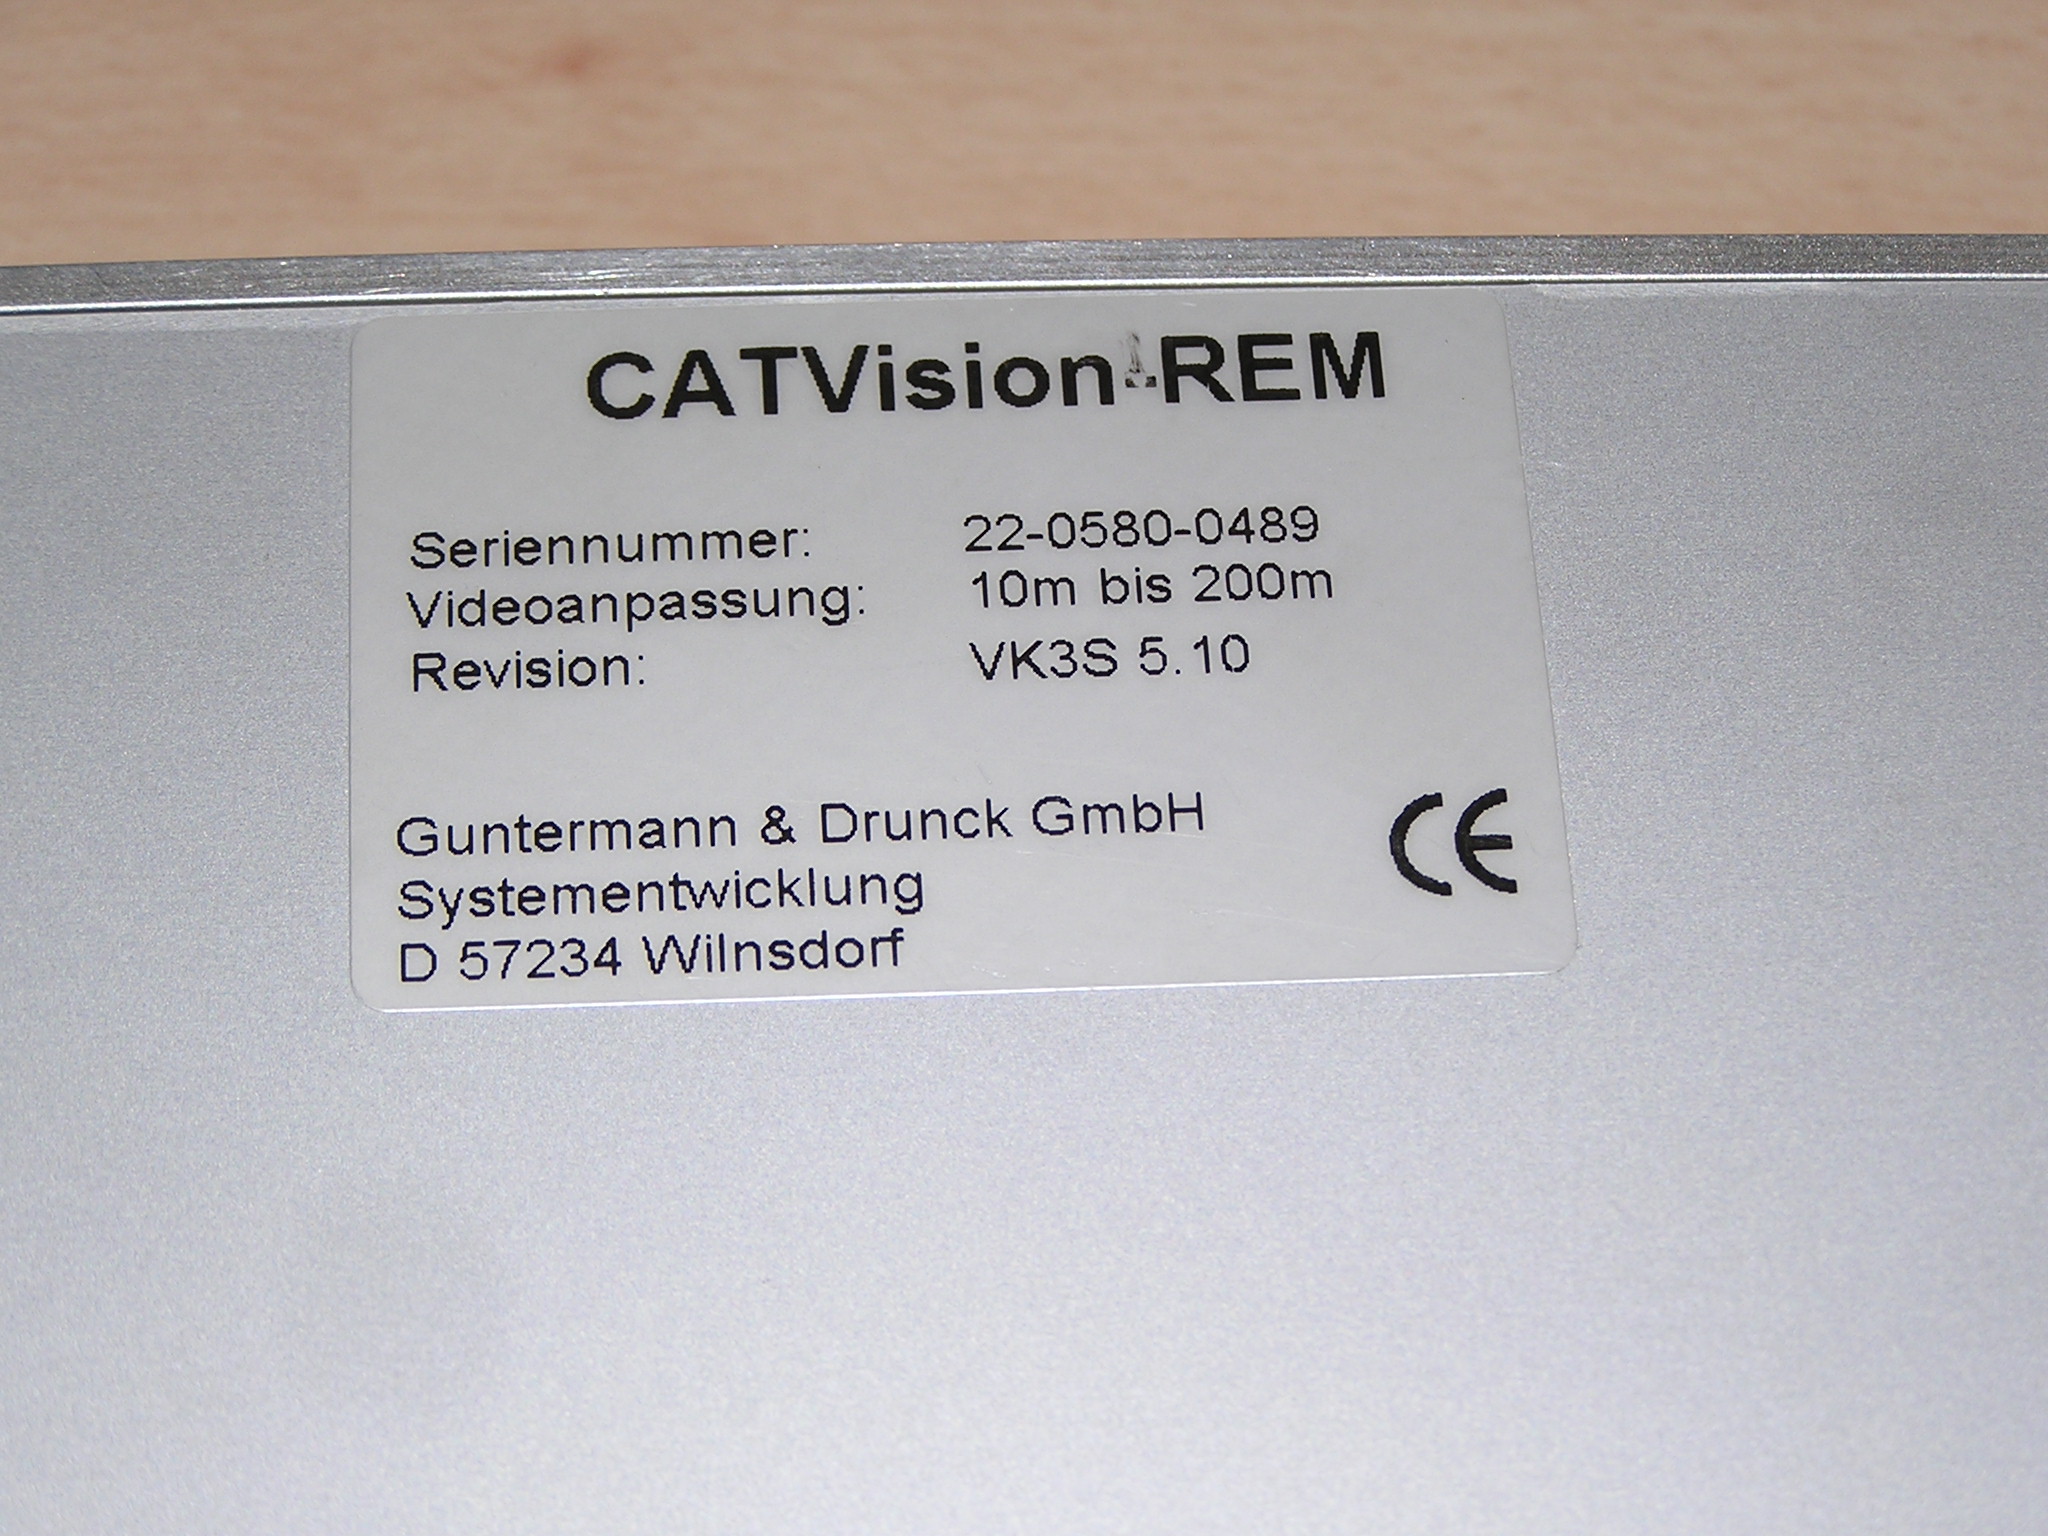 CATVision-REM
Seriennummer: 22-0580-0489
Videoanpassung: 10m bis 200m
Revision: VK3S 5.10
Guntermann & Drunck GmbH
Systementwicklung
D 57234 Wilnsdorf
CE